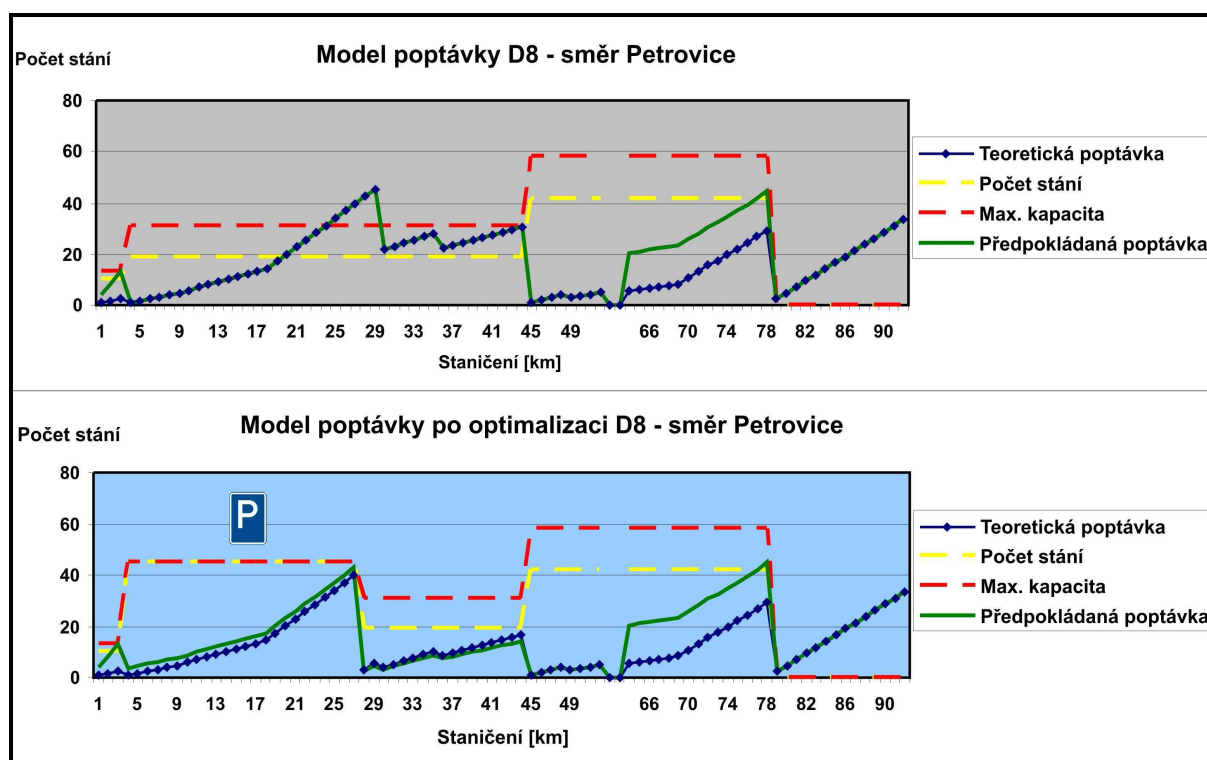 Model poptávky D8 - směr Petrovice
Počet stání
80
60
40
20
0
1 5 9 13 17 21 25 29 33 37 41 45 49 66 70 74 78 82 86 90
Staničení [km]
Teoretická poptávka
Počet stání
Max. kapacita
Předpokládaná poptávka
Model poptávky po optimalizaci D8 - směr Petrovice
Počet stání
80
60
40
20
0
P
1 5 9 13 17 21 25 29 33 37 41 45 49 66 70 74 78 82 86 90
Staničení [km]
Teoretická poptávka
Počet stání
Max. kapacita
Předpokládaná poptávka